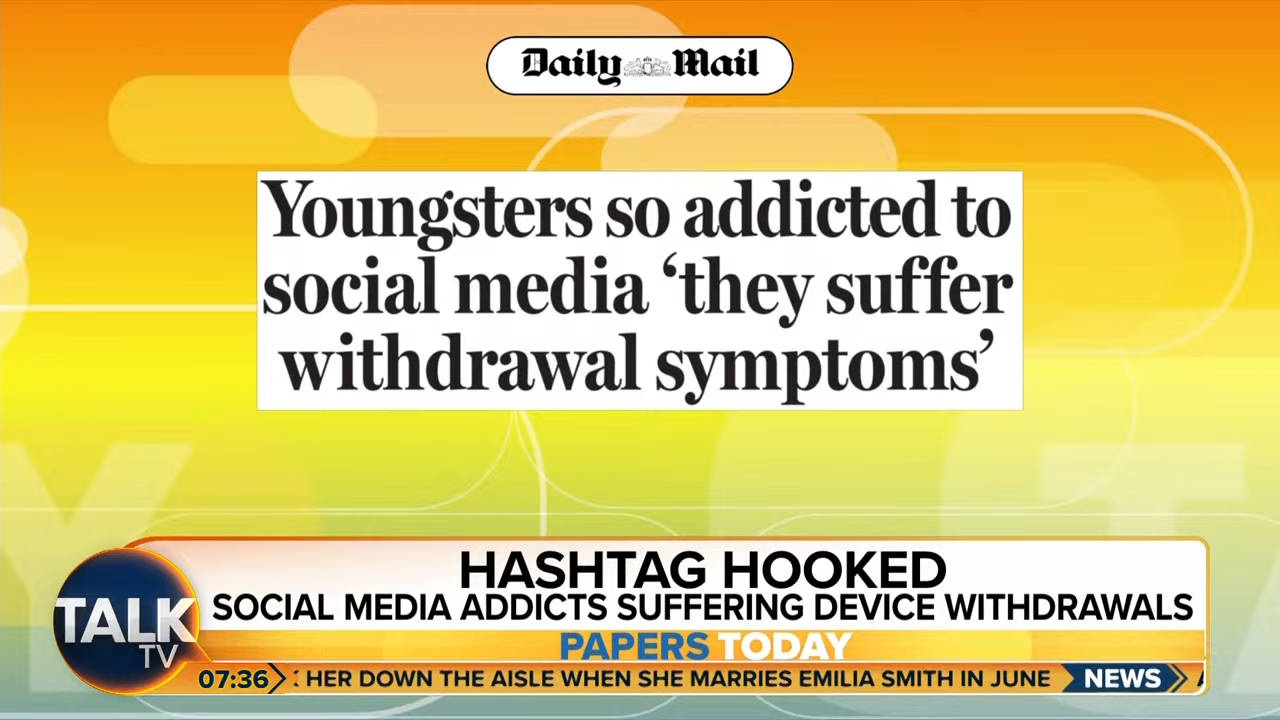 Daily Mail
Youngsters so addicted to
social media ‘they suffer
withdrawal symptoms’
HASHTAG HOOKED
SOCIAL MEDIA ADDICTS SUFFERING DEVICE WITHDRAWALS
TALK
TV
PAPERS TODAY
07:36
HER DOWN THE AISLE WHEN SHE MARRIES EMILIA SMITH IN JUNE
NEWS